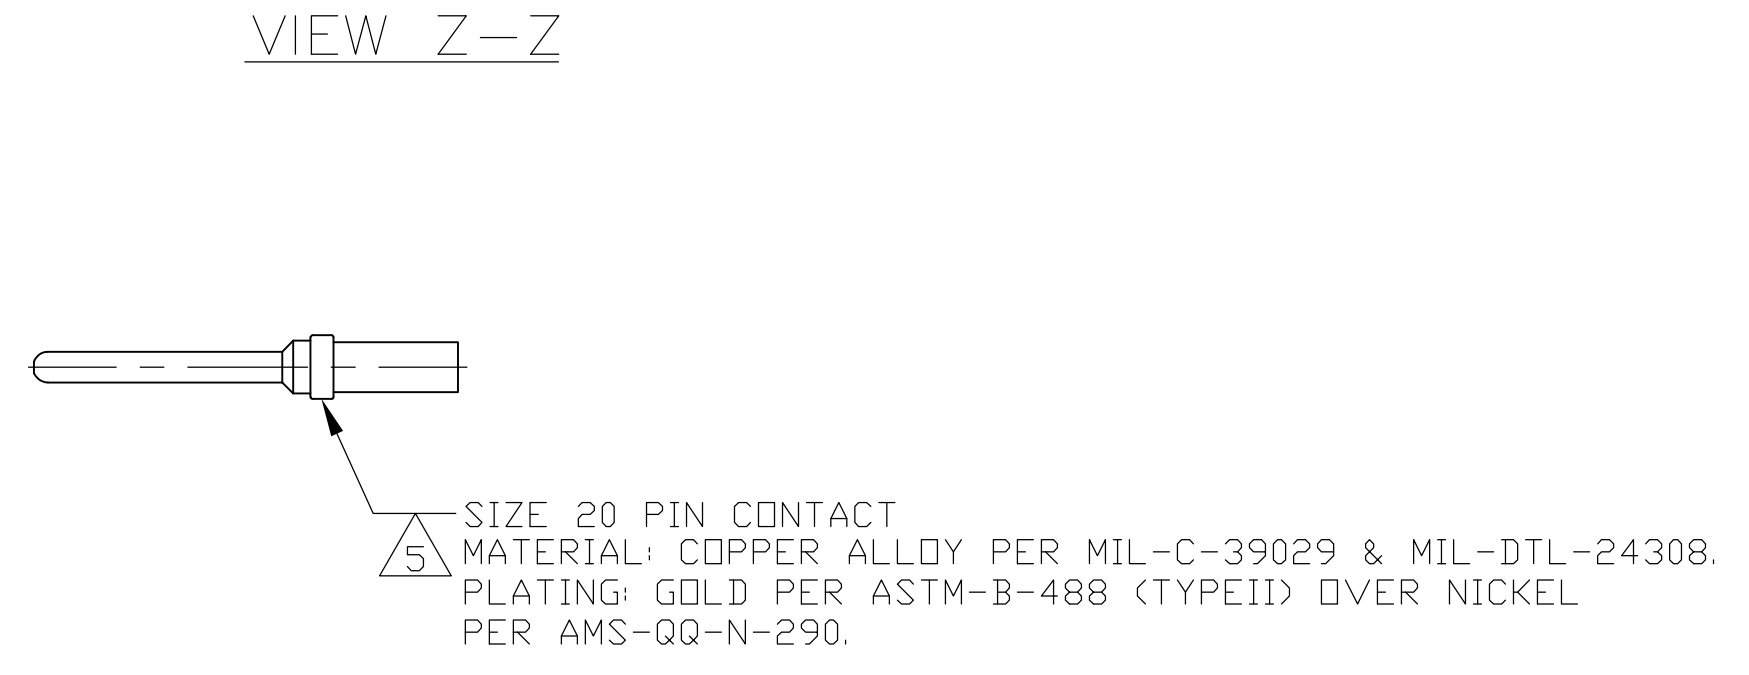 VIEW Z-Z
SIZE 20 PIN CONTACT
5
MATERIAL: COPPER ALLOY PER MIL-C-39029 & MIL-DTL-24308.
PLATING: GOLD PER ASTM-B-488 (TYPEII) OVER NICKEL
PER AMS-QQ-N-290.